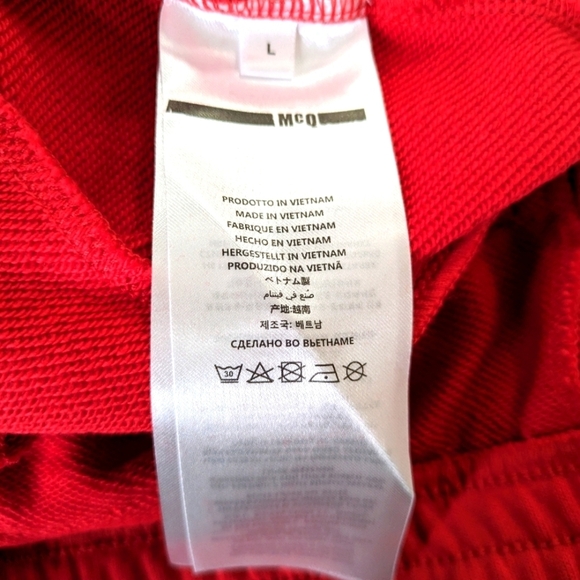 L
McQ
PRODOTTO IN VIETNAM
MADE IN VIETNAM
FABRIQUE EN VIETNAM
HECHO EN VIETNAM
HERGESTELLT IN VIETNAM
PRODUZIDO NA VIETNÃ
ベトナム製
صنع في فيتنام
产地:越南
제조국: 베트남
СДЕЛАНО ВО ВЬЕТНАМЕ
30